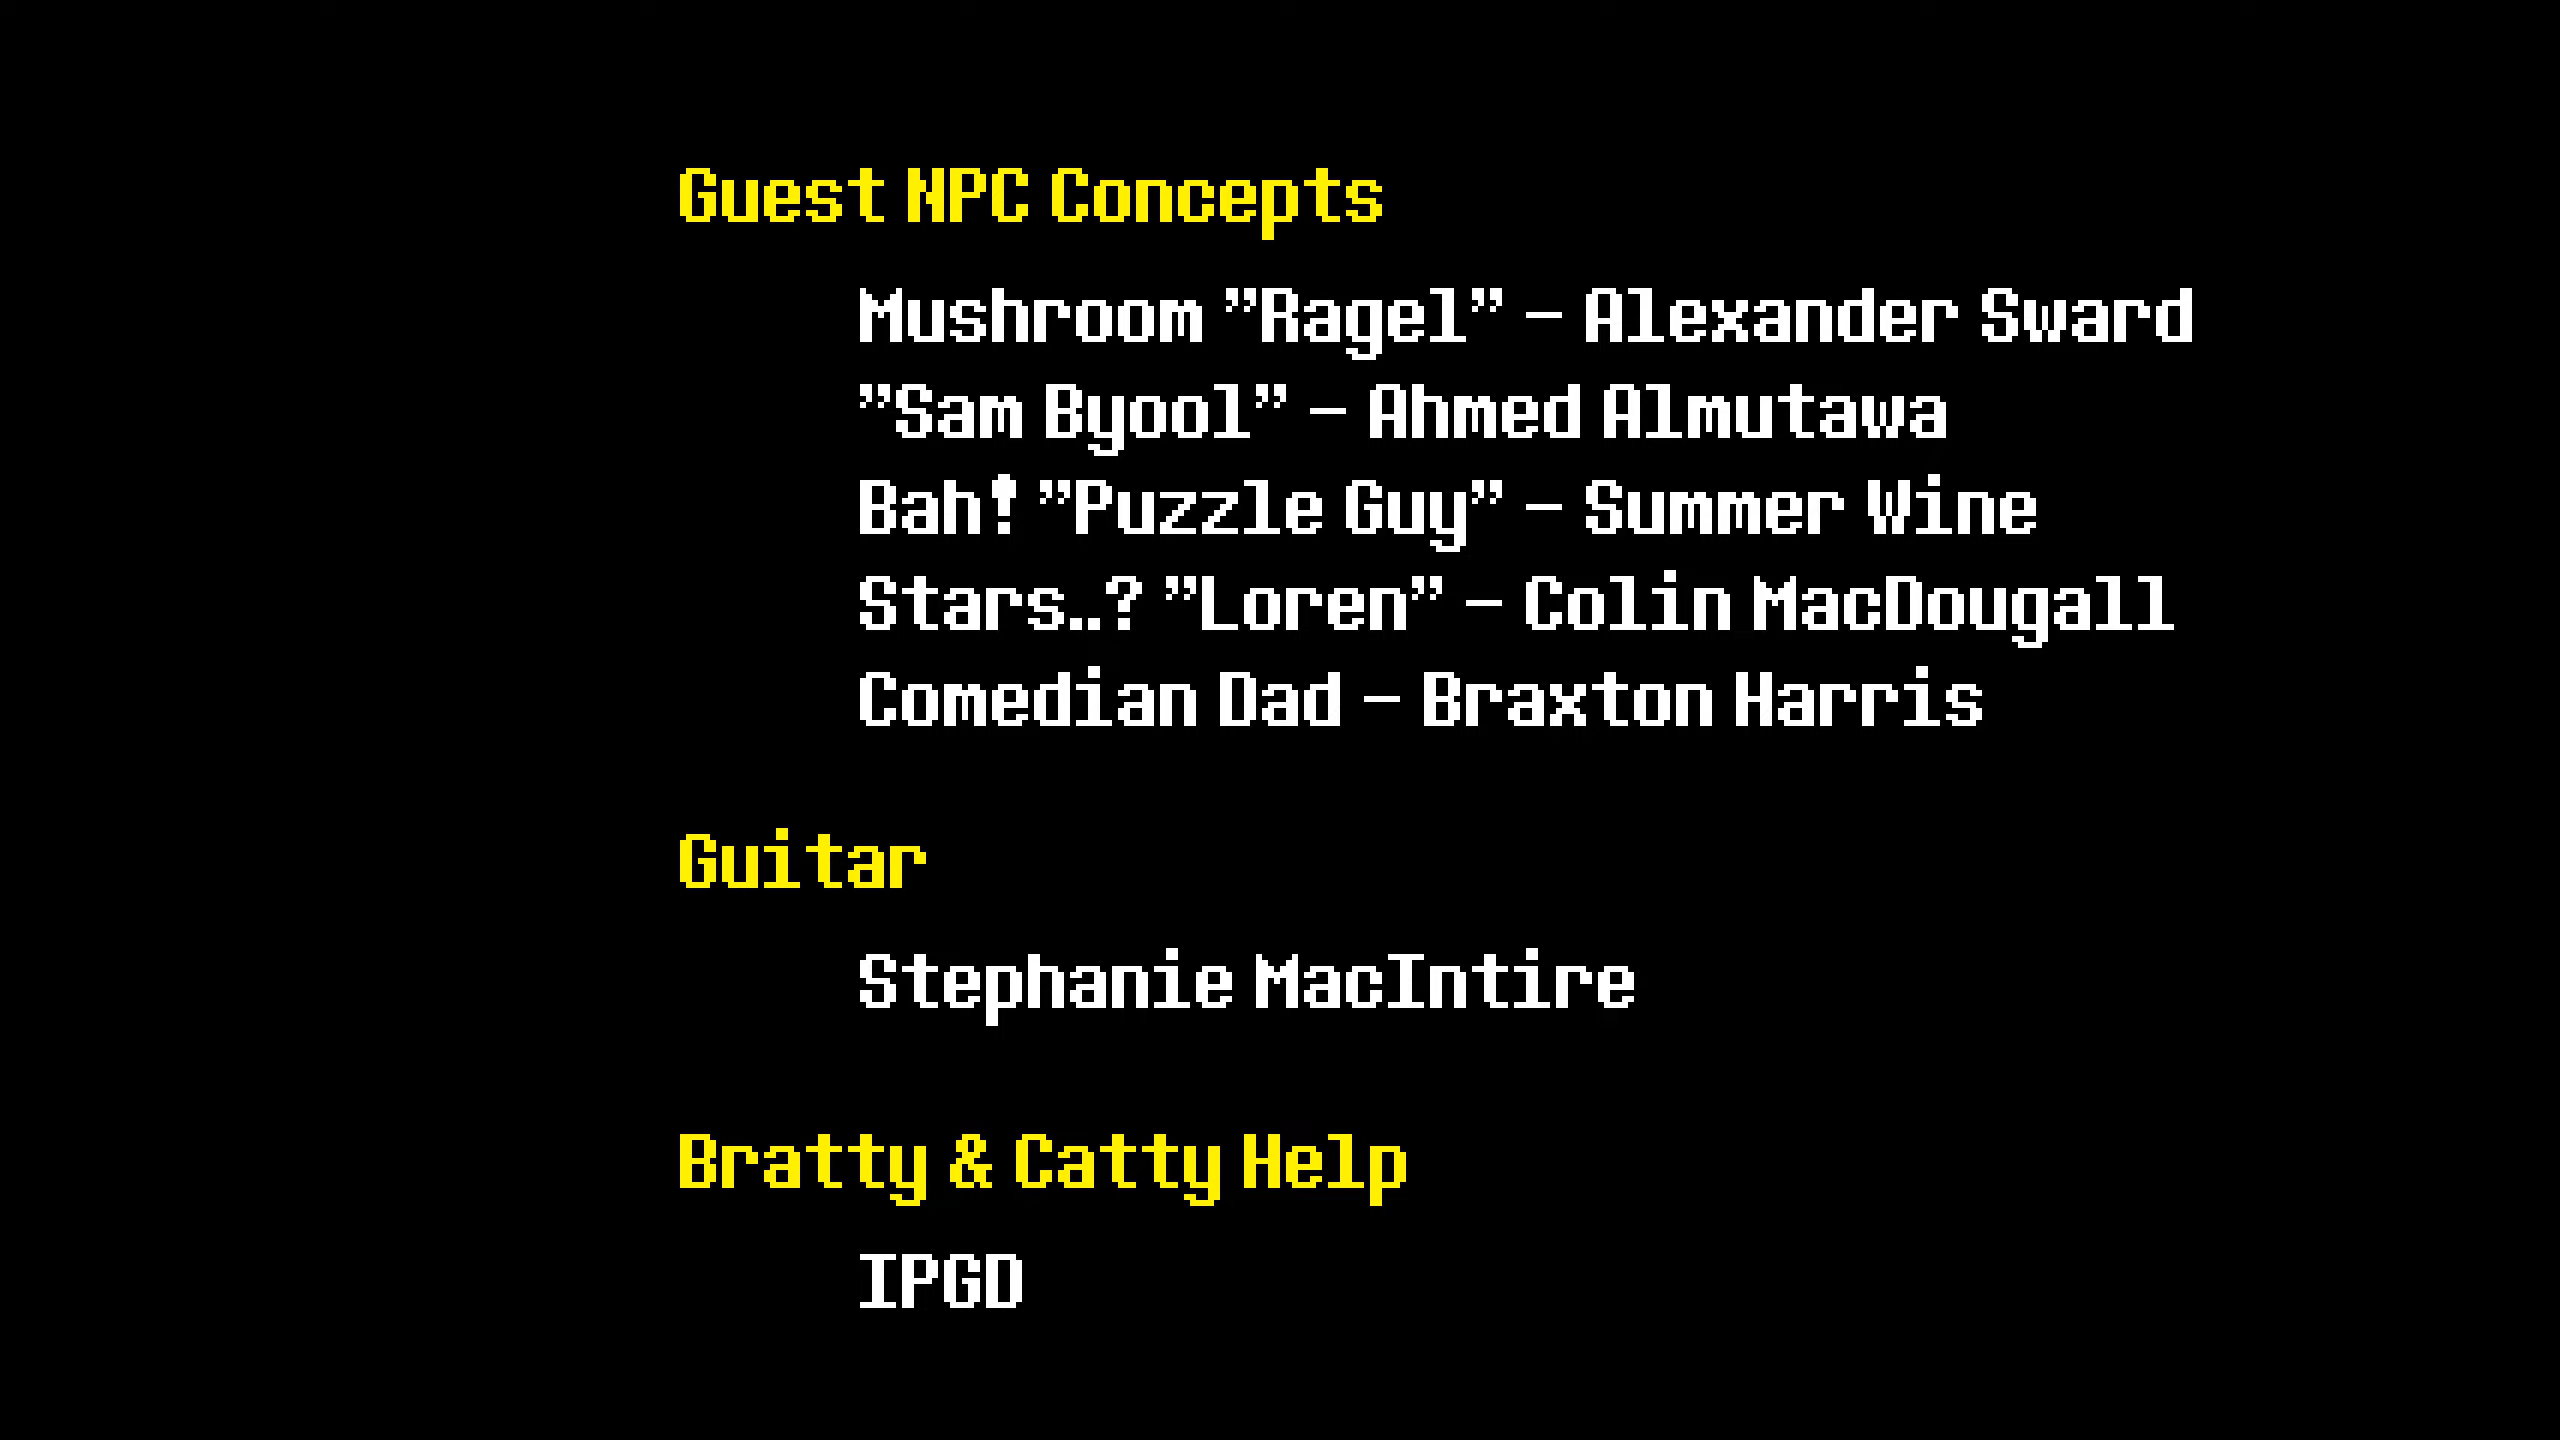 Guest NPC Concepts
Mushroom "Ragel" - Alexander Sward
"Sam Byool" - Ahmed Almutawa
Bah! "Puzzle Guy" - Summer Wine
Stars..? "Loren" - Colin MacDougall
Comedian Dad - Braxton Harris
Guitar
Stephanie MacIntire
Bratty & Catty Help
IPGD